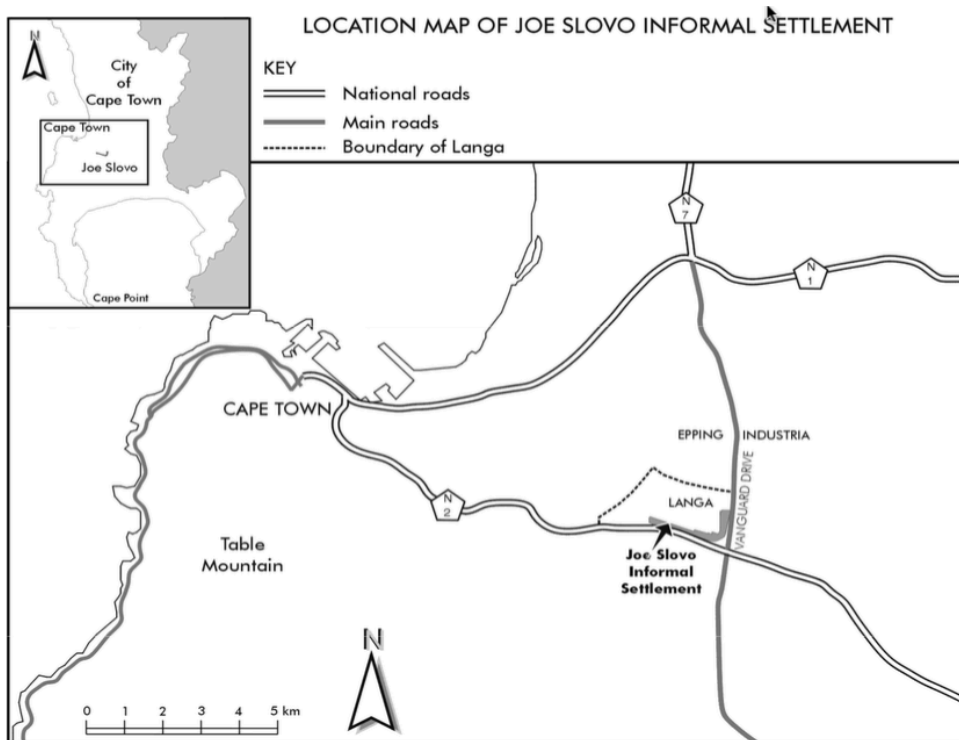 LOCATION MAP OF JOE SLOVO INFORMAL SETTLEMENT
N
City
of
Cape Town
Cape Town
Joe Slovo
Cape Point
KEY
National roads
Main roads
Boundary of Langa
N
7
N
1
CAPE TOWN
EPPING INDUSTRIA
VANGUARD DRIVE
LANGA
N
2
Joe Slovo
Informal
Settlement
Table
Mountain
N
0 1 2 3 4 5 km